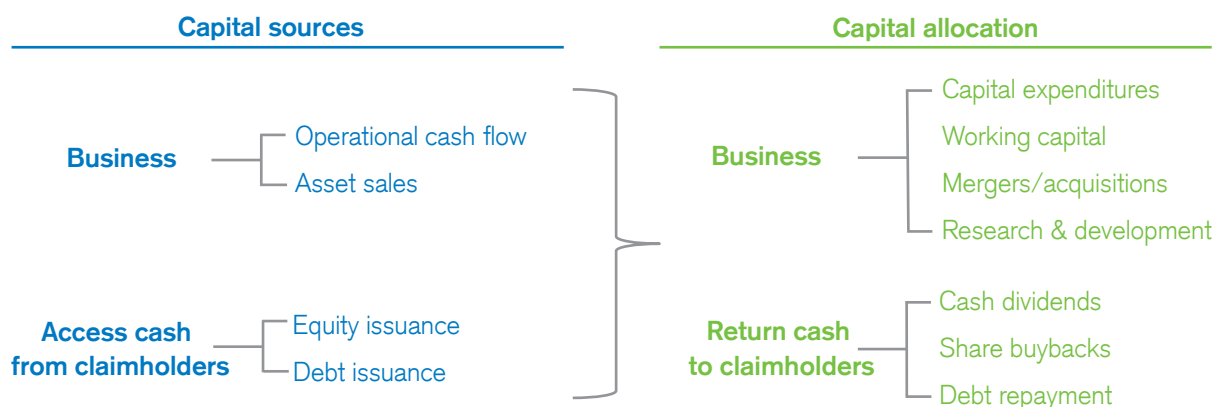 Capital sources
Business
Operational cash flow
Asset sales
Access cash
from claimholders
Equity issuance
Debt issuance
Capital allocation
Business
Capital expenditures
Working capital
Mergers/acquisitions
Research & development
Return cash
to claimholders
Cash dividends
Share buybacks
Debt repayment